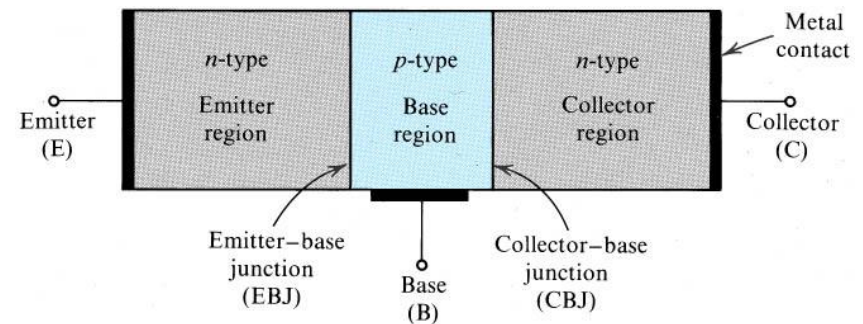 n-type
Emitter
region
p-type
Base
region
n-type
Collector
region
Metal
contact
Emitter
(E)
Collector
(C)
Emitter–base
junction
(EBJ)
Base
(B)
Collector–base
junction
(CBJ)